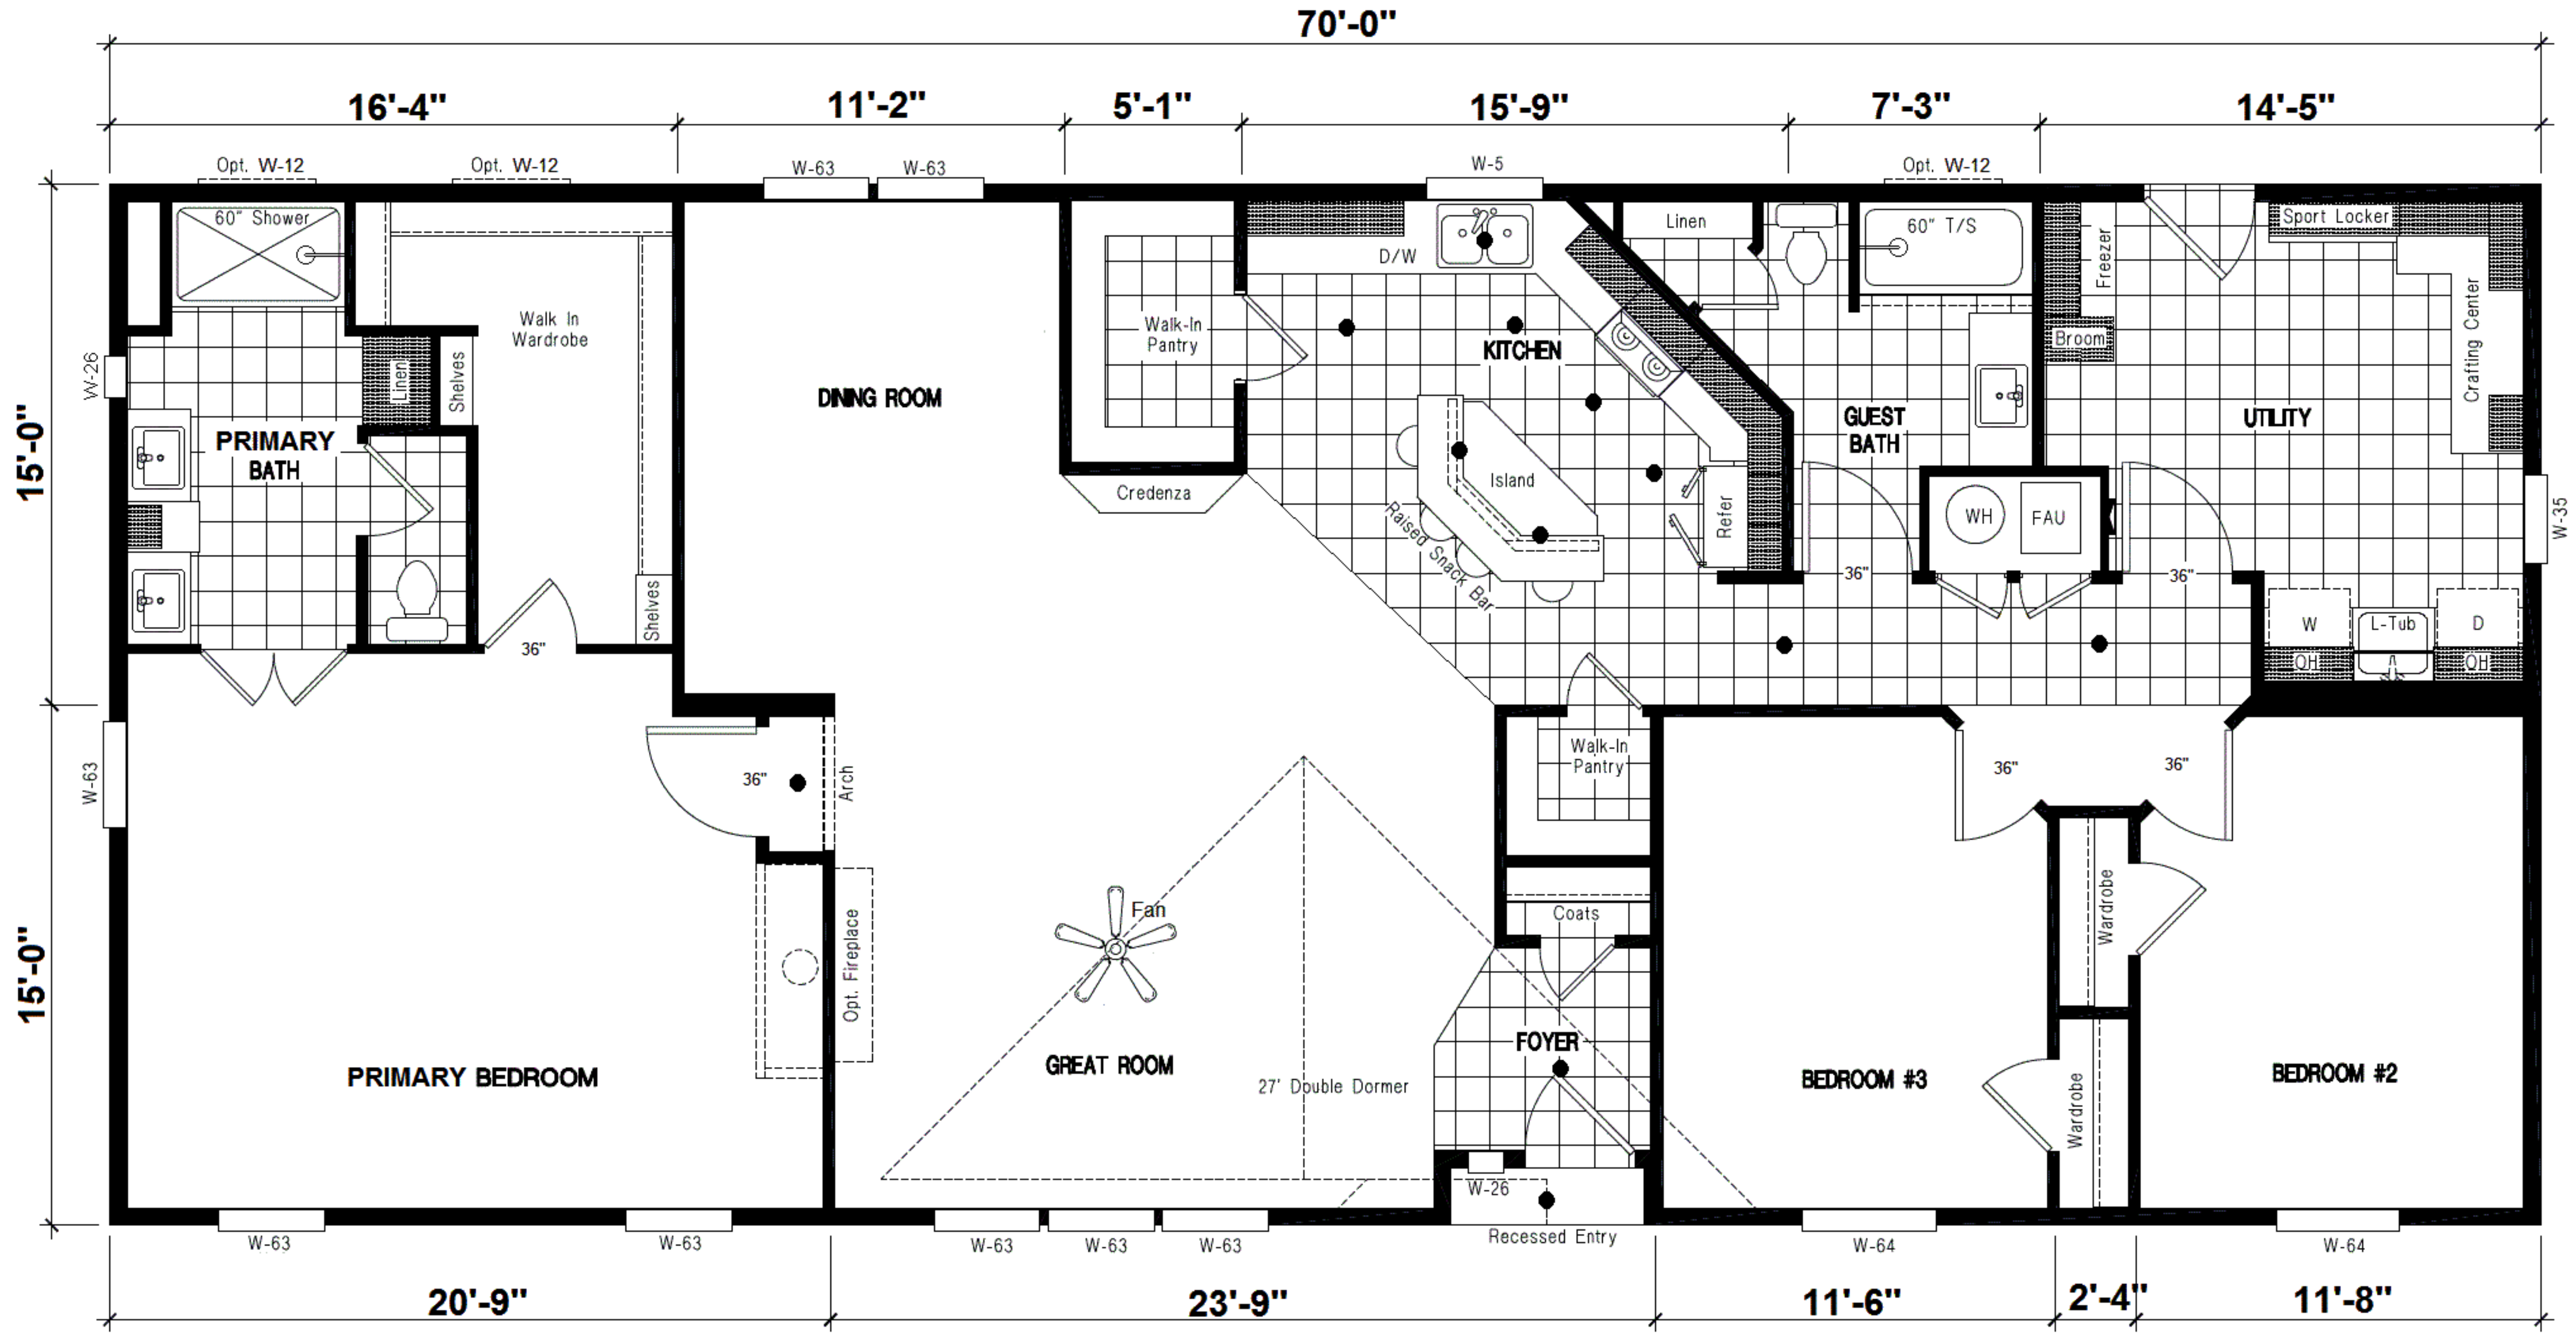 70'-0"
16'-4"
11'-2"
5'-1"
15'-9"
7'-3"
14'-5"
Opt. W-12
Opt. W-12
W-63
W-63
W-5
Opt. W-12
60" Shower
Linen
60" T/S
Sport Locker
Freezer
D/W
Walk In
Wardrobe
Walk-In
Pantry
KITCHEN
Broom
Crafting Center
W-26
Linen
Shelves
DINING ROOM
GUEST
BATH
UTILITY
15'-0"
PRIMARY
BATH
Credenza
Island
Raised Snack Bar
Refer
WH
FAU
W-35
36"
36"
Shelves
36"
W
L-Tub
D
OH
OH
W-63
36"
Arch
Walk-In
Pantry
36"
36"
Fan
Coats
Wardrobe
15'-0"
Opt. Fireplace
PRIMARY BEDROOM
GREAT ROOM
27' Double Dormer
FOYER
BEDROOM #3
Wardrobe
BEDROOM #2
W-26
Recessed Entry
W-63
W-63
W-63
W-63
W-63
W-64
W-64
20'-9"
23'-9"
11'-6"
2'-4"
11'-8"